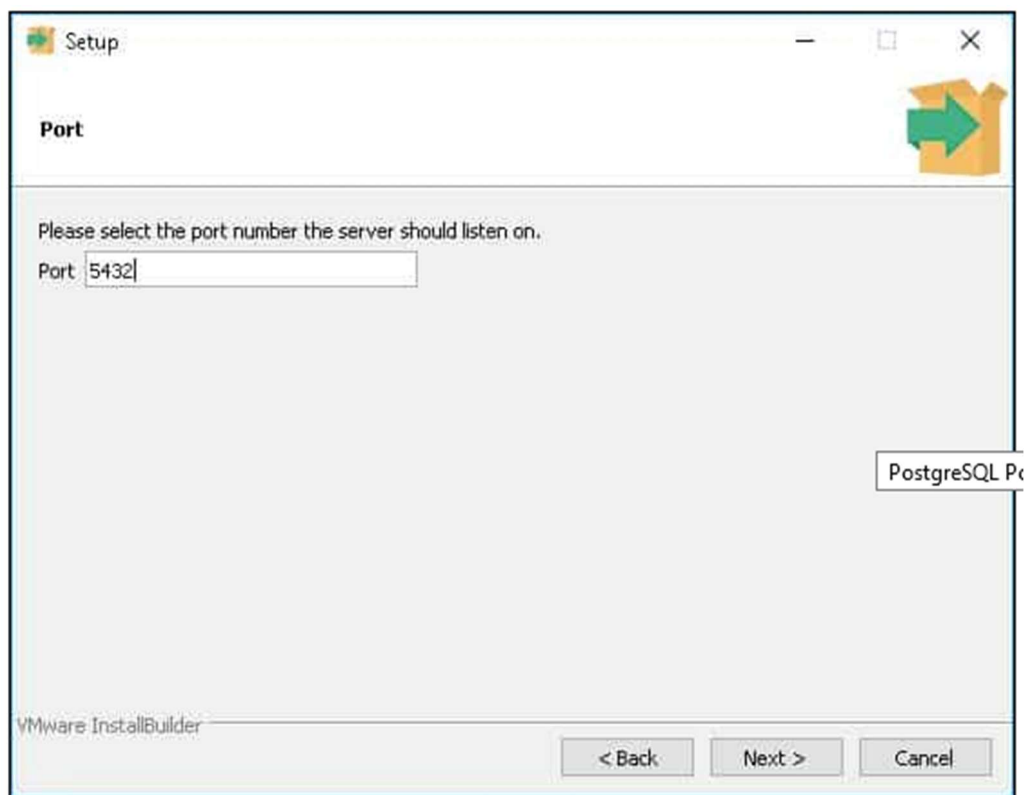 Setup
Port
Please select the port number the server should listen on.
Port 5432
PostgreSQL
VMware InstallBuilder
< Back Next > Cancel